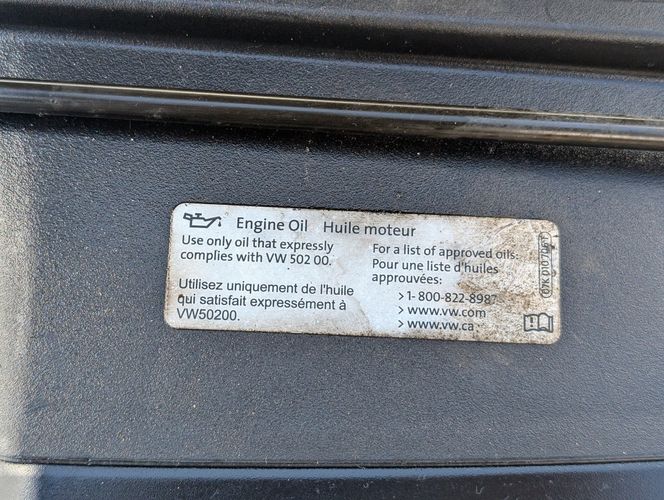 Engine Oil Huile moteur
Use only oil that expressly
complies with VW 502 00.
Utilisez uniquement de l'huile
qui satisfait expressément à
VW50200.
For a list of approved oils:
Pour une liste d'huiles
approuvées:
>1-800-822-8987
>www.vw.com
>www.vw.ca